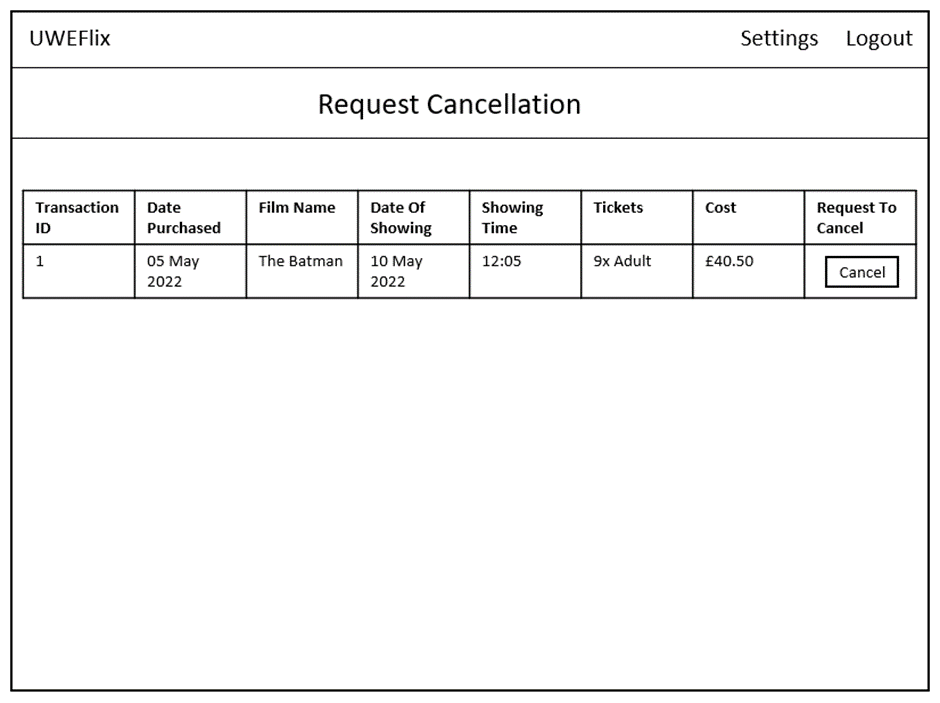 UWEFlix Settings Logout
Request Cancellation
Transaction ID Date Purchased Film Name Date Of Showing Showing Time Tickets Cost Request To Cancel
1 05 May 2022 The Batman 10 May 2022 12:05 9x Adult £40.50 Cancel